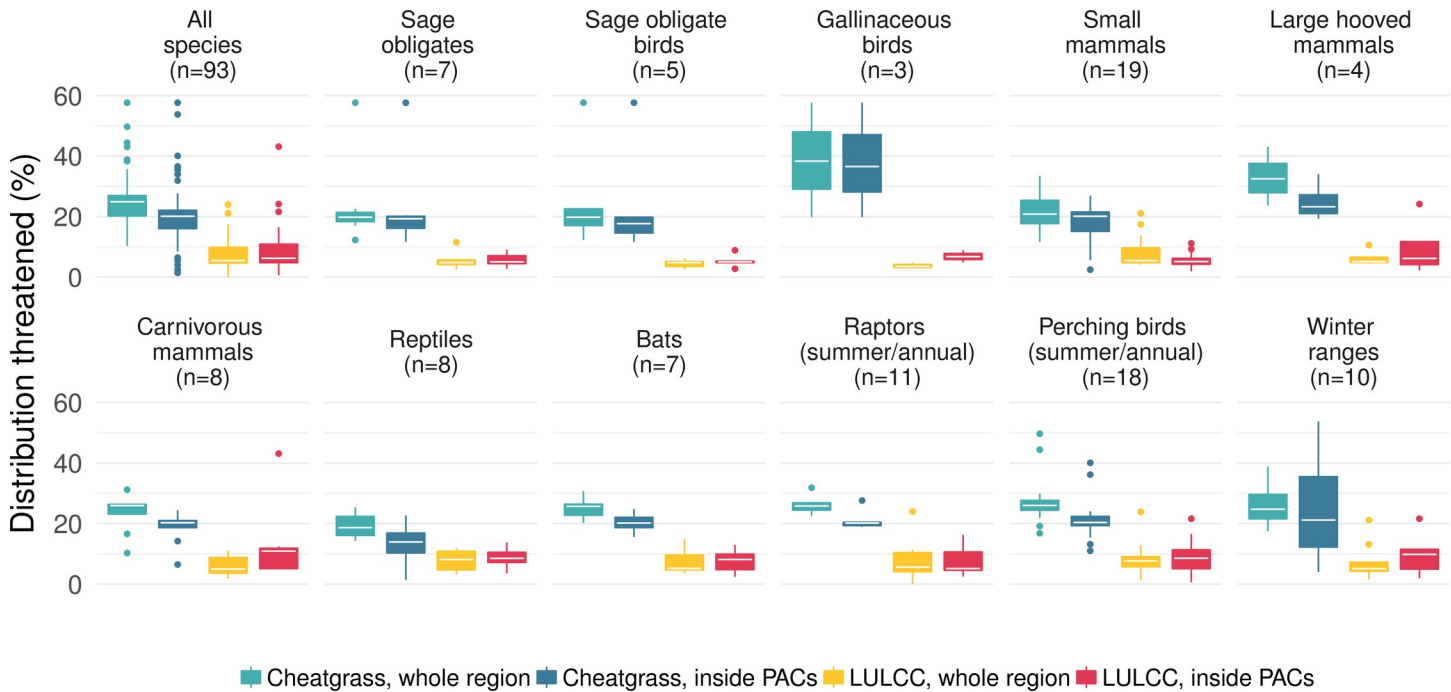 All
species
(n=93)
Sage
obligates
(n=7)
Sage obligate
birds
(n=5)
Gallinaceous
birds
(n=3)
Small
mammals
(n=19)
Large hooved
mammals
(n=4)
Distribution threatened (%)
60
40
20
0
Carnivorous
mammals
(n=8)
Reptiles
(n=8)
Bats
(n=7)
Raptors
(summer/annual)
(n=11)
Perching birds
(summer/annual)
(n=18)
Winter
ranges
(n=10)
60
40
20
0
Cheatgrass, whole region Cheatgrass, inside PACs LULCC, whole region LULCC, inside PACs